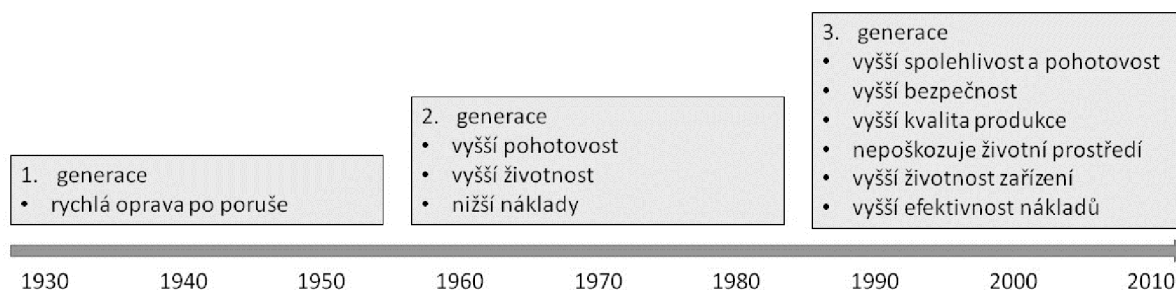 1. generace
• rychlá oprava po poruše
2. generace
• vyšší pohotovost
• vyšší životnost
• nižší náklady
3. generace
• vyšší spolehlivost a pohotovost
• vyšší bezpečnost
• vyšší kvalita produkce
• nepoškozuje životní prostředí
• vyšší životnost zařízení
• vyšší efektivnost nákladů
1930 1940 1950 1960 1970 1980 1990 2000 2010